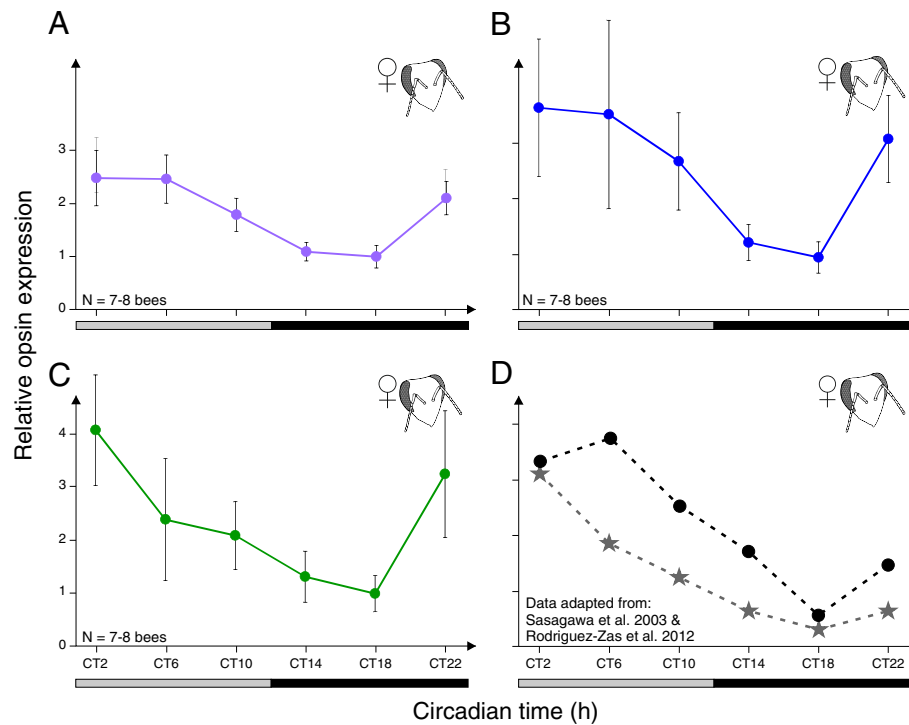 A
B
Relative opsin expression
3
2
1
0
N = 7-8 bees
N = 7-8 bees
C
D
4
3
2
1
0
N = 7-8 bees
Data adapted from:
Sasagawa et al. 2003 &
Rodriguez-Zas et al. 2012
CT2 CT6 CT10 CT14 CT18 CT22
CT2 CT6 CT10 CT14 CT18 CT22
Circadian time (h)